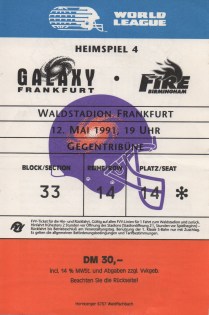 WORLD
LEAGUE
HEIMSPIEL 4
GALAXY
FRANKFURT
FIRE
BIRMINGHAM
WALDSTADION FRANKFURT
12. MAI 1991, 19 UHR
GEGENTRIBÜNE
BLOCK/SECTION
REIHE/ROW
PLATZ/SEAT
33
14
14 *
DM 30,–
Incl. 14 % MWSt. und Abgaben zzgl. VVKgeb.
Beachten Sie die Rückseite!